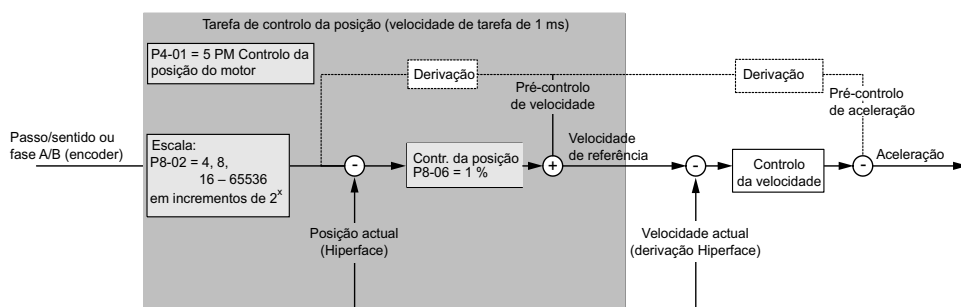 Tarefa de controlo da posição (velocidade de tarefa de 1 ms)
P4-01 = 5 PM Controlo da
posição do motor
Derivação
Derivação
Pré-controlo
de velocidade
Pré-controlo
de aceleração
Passo/sentido ou
fase A/B (encoder)
Escala:
P8-02 = 4, 8,
16 – 65536
em incrementos de 2^x
-
Contr. da posição
P8-06 = 1 %
+
Velocidade
de referência
-
Controlo
da velocidade
-
Aceleração
Posição actual
(Hiperface)
Velocidade actual
(derivação Hiperface)